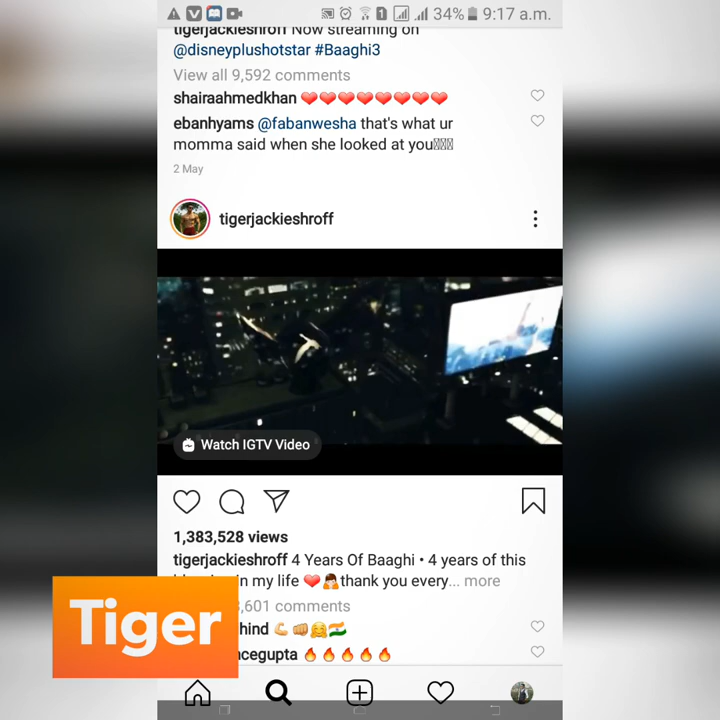 34% 9:17 a.m.
tigerjackieshroff Now streaming on
@disneyplushotstar #Baaghi3
View all 9,592 comments
shairaahmedkhan ❤❤❤❤❤❤❤❤
ebanhyams @fabanwesha that's what ur
momma said when she looked at you
2 May
tigerjackieshroff
Watch IGTV Video
1,383,528 views
tigerjackieshroff 4 Years Of Baaghi • 4 years of this
in my life ❤🙇thank you every... more
,601 comments
hind 💪👊🤗🇮🇳
cegupta 🔥🔥🔥🔥🔥
Tiger